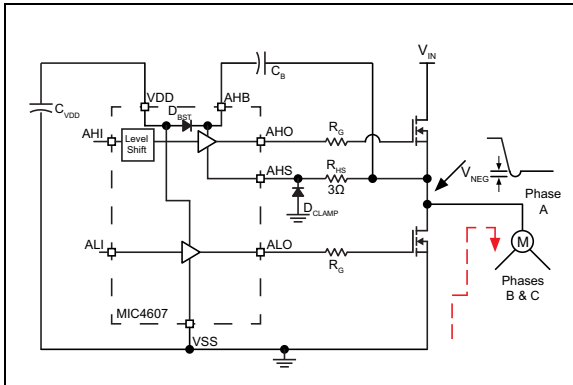 V_IN
C_B
VDD
AHB
C_VDD
D_BST
AHI
Level
Shift
AHO
R_G
AHS
R_HS
3Ω
V_NEG
Phase
A
D_CLAMP
ALI
ALO
R_G
M
Phases
B & C
MIC4607
VSS